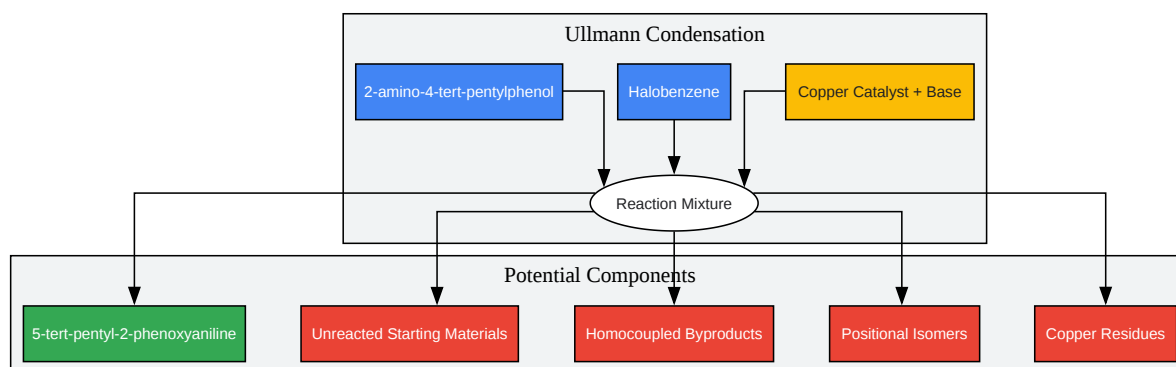 Ullmann Condensation
2-amino-4-tert-pentylphenol
Halobenzene
Copper Catalyst + Base
Reaction Mixture
Potential Components
5-tert-pentyl-2-phenoxyaniline
Unreacted Starting Materials
Homocoupled Byproducts
Positional Isomers
Copper Residues